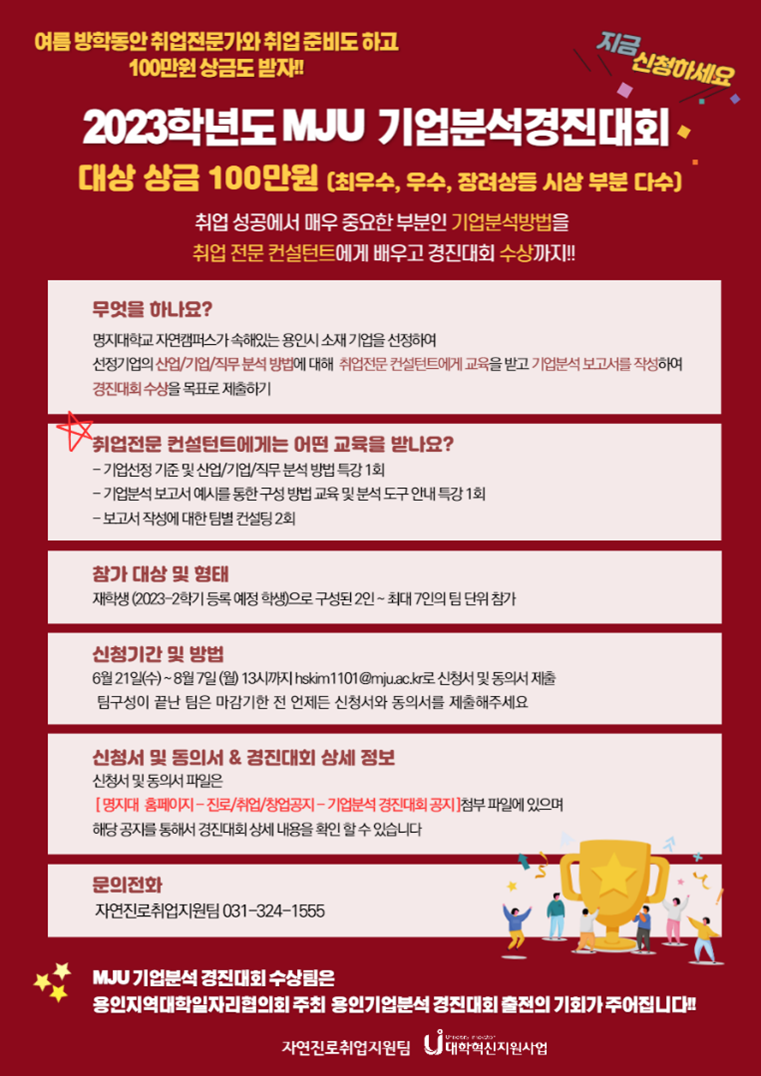 여름 방학동안 취업전문가와 취업 준비도 하고
100만원 상금도 받자!!
지금
신청하세요
2023학년도 MJU 기업분석경진대회
대상 상금 100만원 (최우수, 우수, 장려상등 시상 부분 다수)
취업 성공에서 매우 중요한 부분인 기업분석방법을
취업 전문 컨설턴트에게 배우고 경진대회 수상까지!!
무엇을 하나요?
명지대학교 자연캠퍼스가 속해있는 용인시 소재 기업을 선정하여
선정기업의 산업/기업/직무 분석 방법에 대해 취업전문 컨설턴트에게 교육을 받고 기업분석 보고서를 작성하여
경진대회 수상을 목표로 제출하기
취업전문 컨설턴트에게는 어떤 교육을 받나요?
- 기업선정 기준 및 산업/기업/직무 분석 방법 특강 1회
- 기업분석 보고서 예시를 통한 구성 방법 교육 및 분석 도구 안내 특강 1회
- 보고서 작성에 대한 팀별 컨설팅 2회
참가 대상 및 형태
재학생 (2023-2학기 등록 예정 학생)으로 구성된 2인 ~ 최대 7인의 팀 단위 참가
신청기간 및 방법
6월 21일(수) ~ 8월 7일 (월) 13시까지 hskim1101@mju.ac.kr로 신청서 및 동의서 제출
팀구성이 끝난 팀은 마감기한 전 언제든 신청서와 동의서를 제출해주세요
신청서 및 동의서 & 경진대회 상세 정보
신청서 및 동의서 파일은
[ 명지대 홈페이지 - 진로/취업/창업공지 - 기업분석 경진대회 공지 ]첨부 파일에 있으며
해당 공지를 통해서 경진대회 상세 내용을 확인 할 수 있습니다
문의전화
자연진로취업지원팀 031-324-1555
MJU 기업분석 경진대회 수상팀은
용인지역대학일자리협의회 주최 용인기업분석 경진대회 출전의 기회가 주어집니다!!
자연진로취업지원팀 대학혁신지원사업